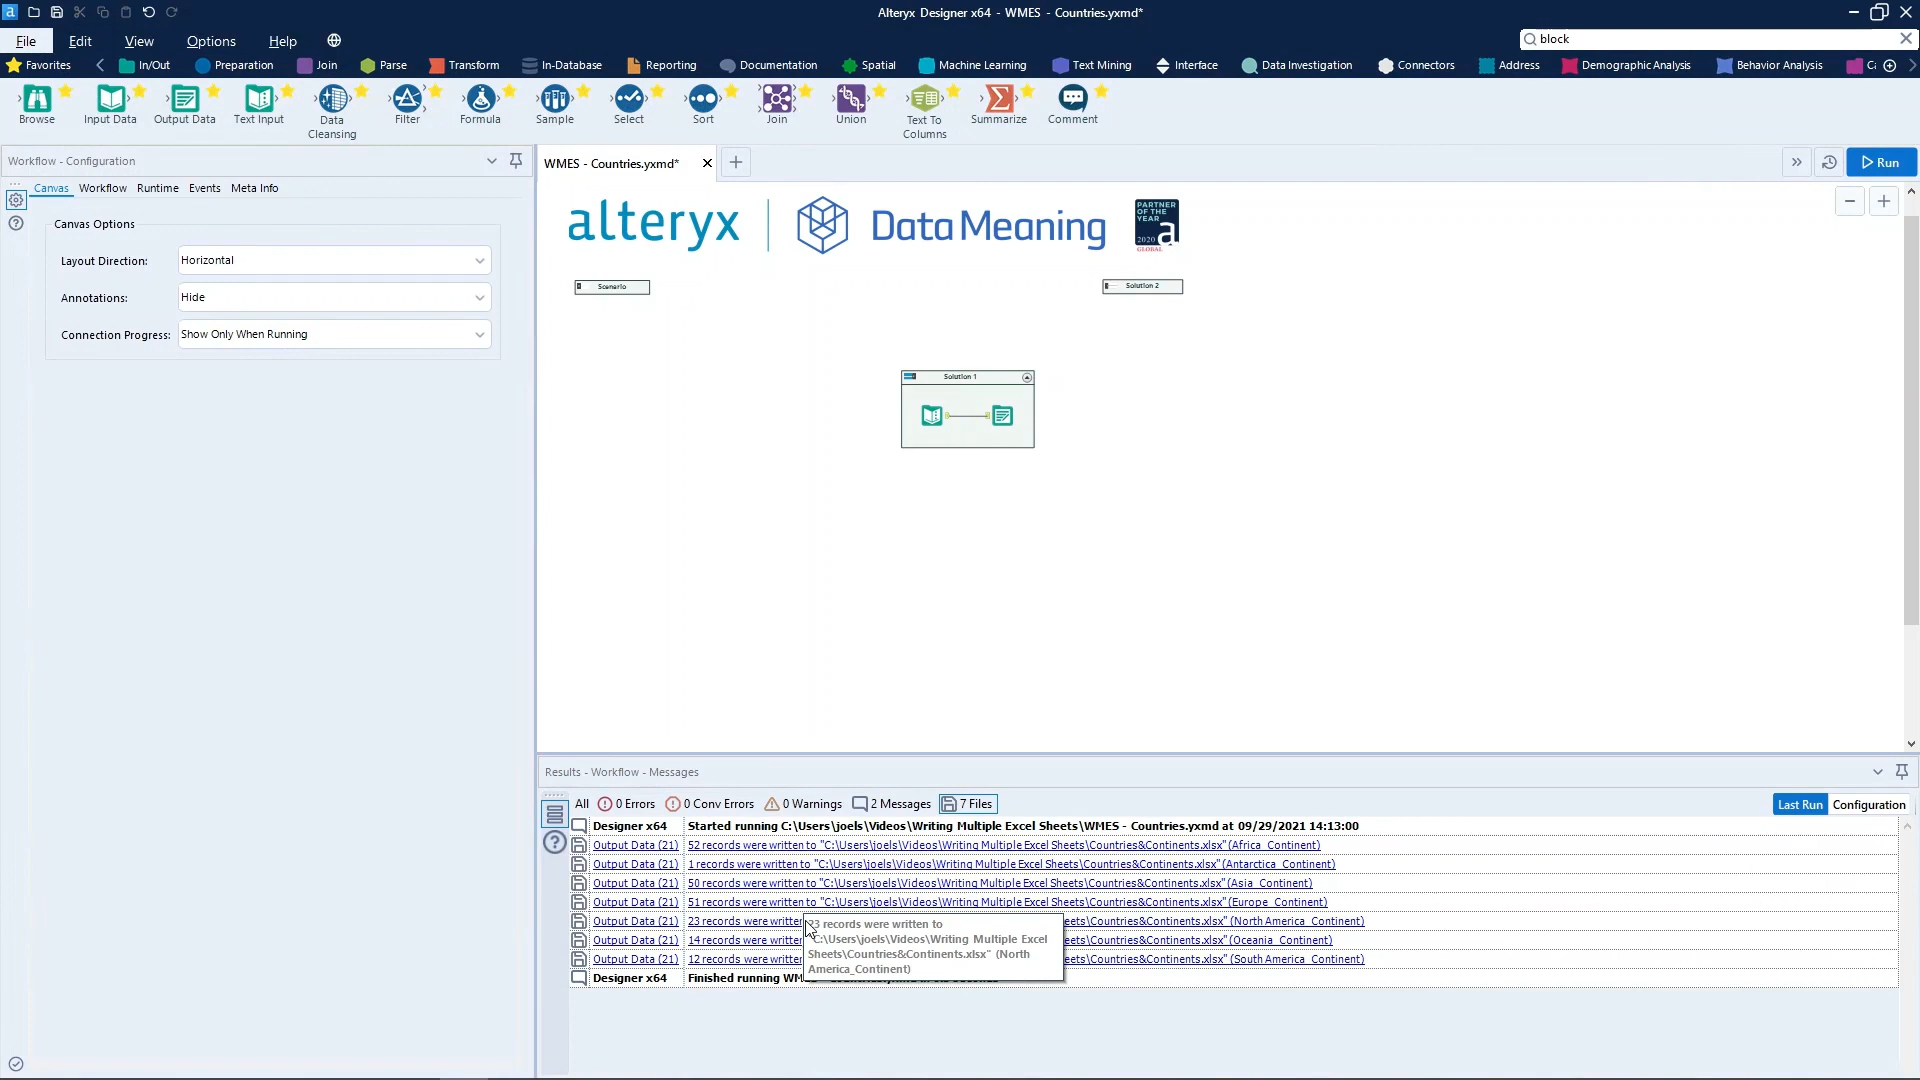 Alteryx Designer x64 - WMES - Countries.yxmd*
File Edit View Options Help
block
Favorites In/Out Preparation Join Parse Transform In-Database Reporting Documentation Spatial Machine Learning Text Mining Interface Data Investigation Connectors Address Demographic Analysis Behavior Analysis
Browse Input Data Output Data Text Input Data Cleansing Filter Formula Sample Select Sort Join Union Text To Columns Summarize Comment
Workflow - Configuration
WMES - Countries.yxmd*
Run
Canvas Workflow Runtime Events Meta Info
Canvas Options
Layout Direction: Horizontal
Annotations: Hide
Connection Progress: Show Only When Running
alteryx
Data Meaning
PARTNER
OF THE
YEAR
2020 a
GLOBAL
Scenario
Solution 2
Solution 1
Results - Workflow - Messages
All 0 Errors 0 Conv Errors 0 Warnings 2 Messages 7 Files
Last Run Configuration
Designer x64 Started running C:\Users\joels\Videos\Writing Multiple Excel Sheets\WMES - Countries.yxmd at 09/29/2021 14:13:00
Output Data (21) 52 records were written to "C:\Users\joels\Videos\Writing Multiple Excel Sheets\Countries&Continents.xlsx" (Africa_Continent)
Output Data (21) 1 records were written to "C:\Users\joels\Videos\Writing Multiple Excel Sheets\Countries&Continents.xlsx" (Antarctica_Continent)
Output Data (21) 50 records were written to "C:\Users\joels\Videos\Writing Multiple Excel Sheets\Countries&Continents.xlsx" (Asia_Continent)
Output Data (21) 51 records were written to "C:\Users\joels\Videos\Writing Multiple Excel Sheets\Countries&Continents.xlsx" (Europe_Continent)
Output Data (21) 23 records were written eets\Countries&Continents.xlsx" (North America_Continent)
Output Data (21) 14 records were written eets\Countries&Continents.xlsx" (Oceania_Continent)
Output Data (21) 12 records were written eets\Countries&Continents.xlsx" (South America_Continent)
Designer x64 Finished running WM
23 records were written to
"C:\Users\joels\Videos\Writing Multiple Excel
Sheets\Countries&Continents.xlsx" (North
America_Continent)